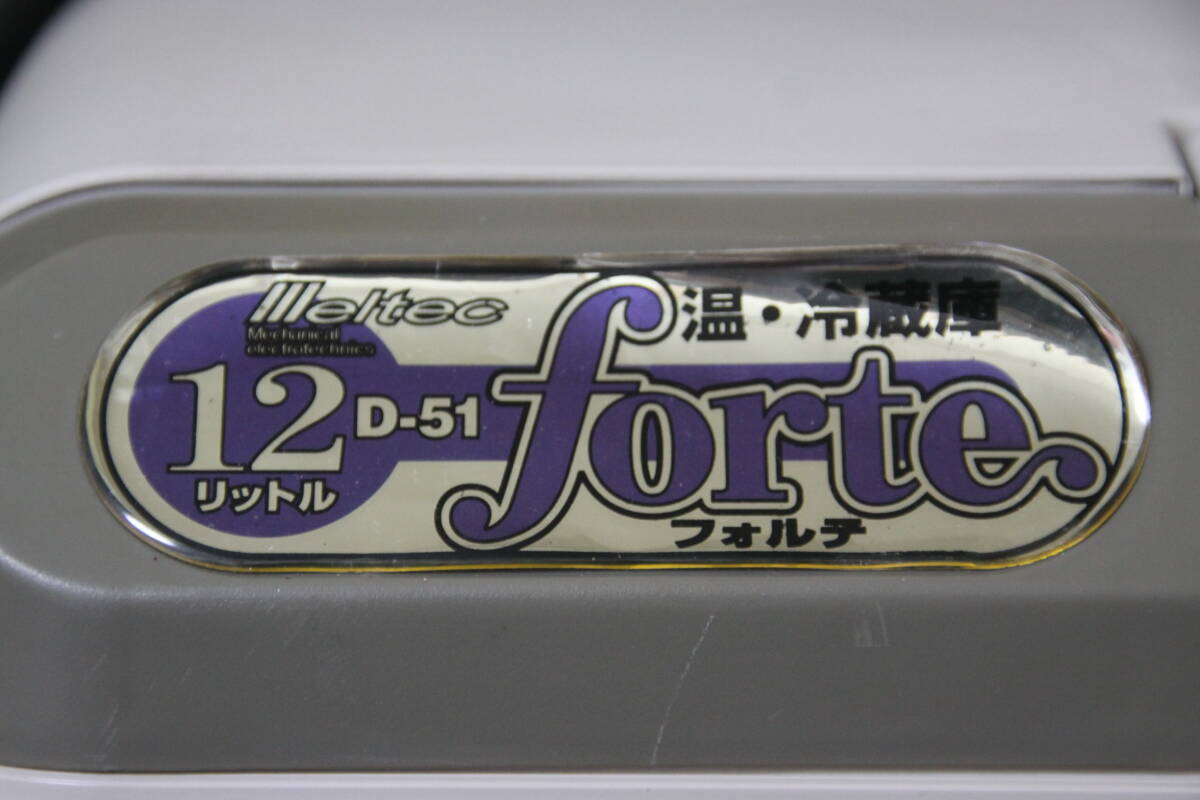 Meltec
Mechanical
electrotechnics
温・冷蔵庫
12
リットル
D-51
forte
フォルテ